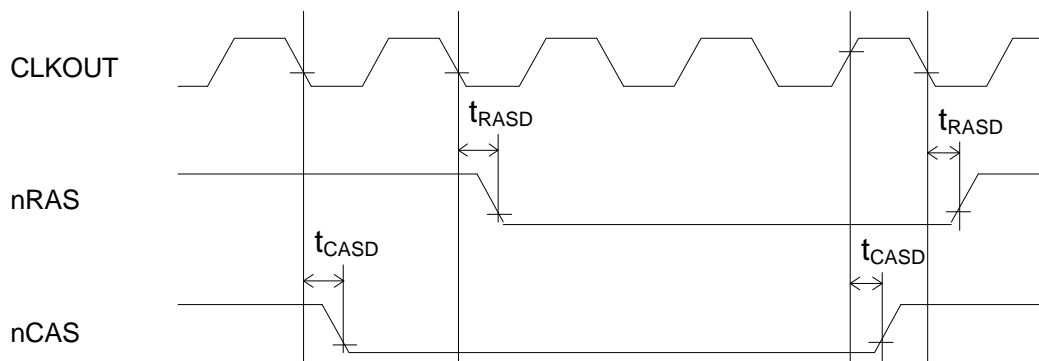 CLKOUT
tRASD
tRASD
nRAS
tCASD
tCASD
nCAS